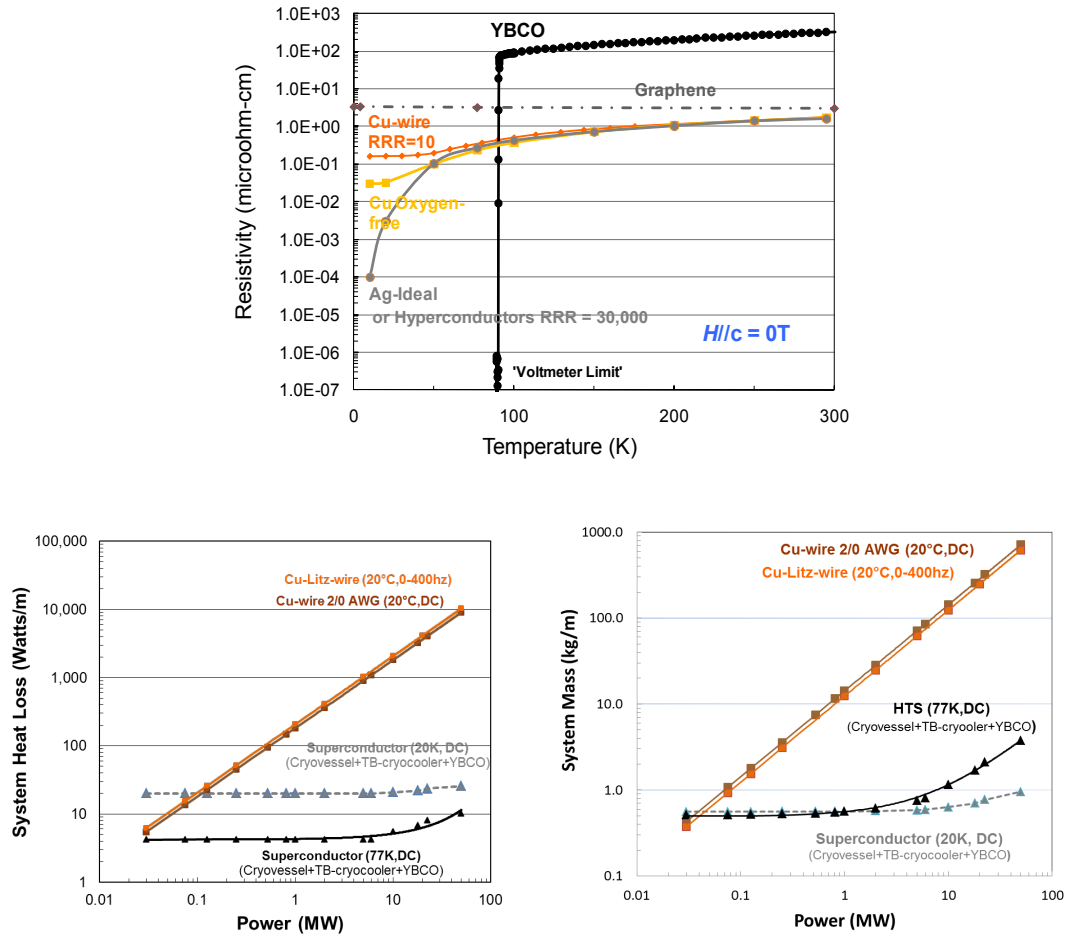 1.0E+03
1.0E+02
1.0E+01
1.0E+00
1.0E-01
1.0E-02
1.0E-03
1.0E-04
1.0E-05
1.0E-06
1.0E-07
Resistivity (microohm-cm)
YBCO
Graphene
Cu-wire
RRR=10
Cu Oxygen-
free
Ag-Ideal
or Hyperconductors RRR = 30,000
H//c = 0T
'Voltmeter Limit'
0
100
200
300
Temperature (K)
100,000
10,000
1,000
100
10
1
System Heat Loss (Watts/m)
Cu-Litz-wire (20°C,0-400hz)
Cu-wire 2/0 AWG (20°C,DC)
Superconductor (20K, DC)
(Cryovessel+TB-cryocooler+YBCO)
Superconductor (77K,DC)
(Cryovessel+TB-cryocooler+YBCO)
0.01
0.1
1
10
100
Power (MW)
1000.0
100.0
10.0
1.0
0.1
System Mass (kg/m)
Cu-wire 2/0 AWG (20°C,DC)
Cu-Litz-wire (20°C,0-400hz)
HTS (77K,DC)
(Cryovessel+TB-cryooler+YBCO)
Superconductor (20K, DC)
(Cryovessel+TB-cryocooler+YBCO)
0.01
0.1
1
10
100
Power (MW)